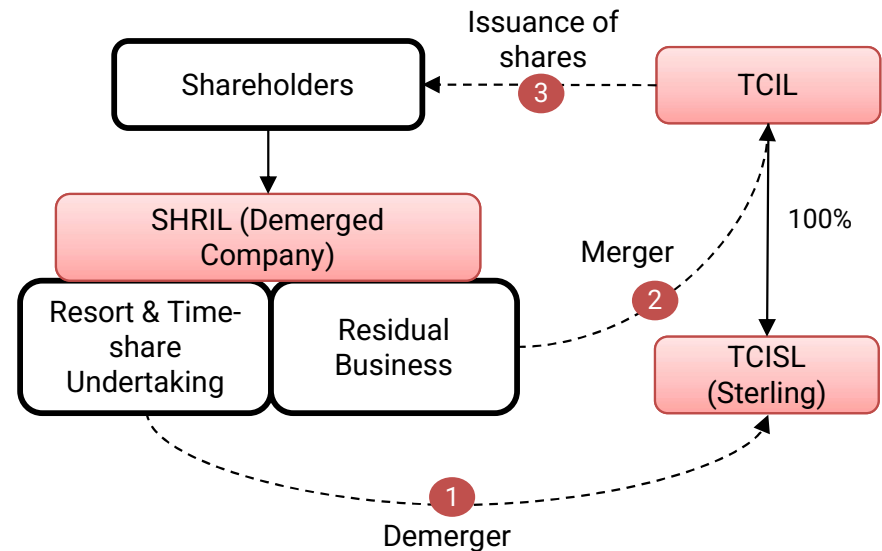 Issuance of
shares
Shareholders
3
TCIL
SHRIL (Demerged
Company)
100%
Merger
2
Resort & Time-
share
Undertaking
Residual
Business
TCISL
(Sterling)
1
Demerger